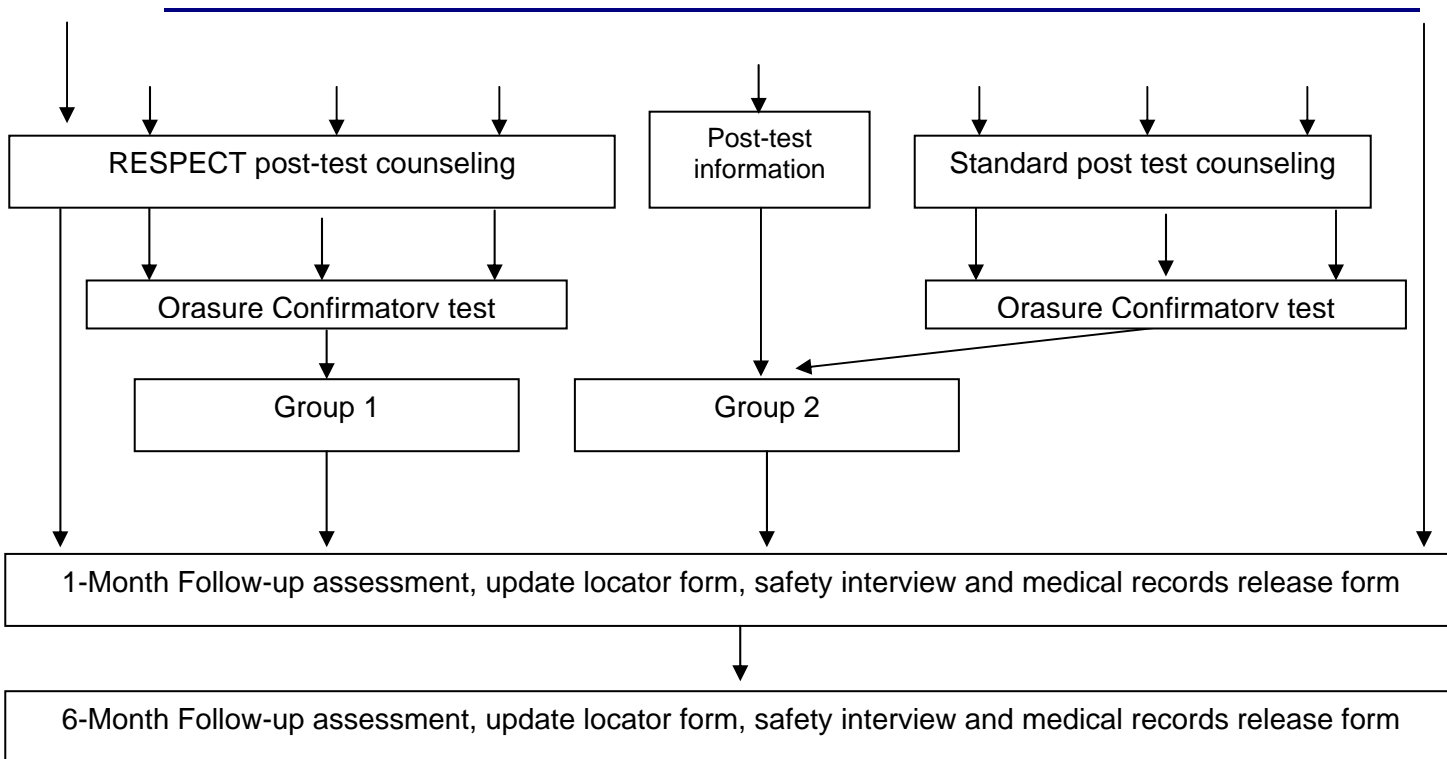 RESPECT post-test counseling
Post-test
information
Standard post test counseling
Orasure Confirmatory test
Orasure Confirmatory test
Group 1
Group 2
1-Month Follow-up assessment, update locator form, safety interview and medical records release form
6-Month Follow-up assessment, update locator form, safety interview and medical records release form